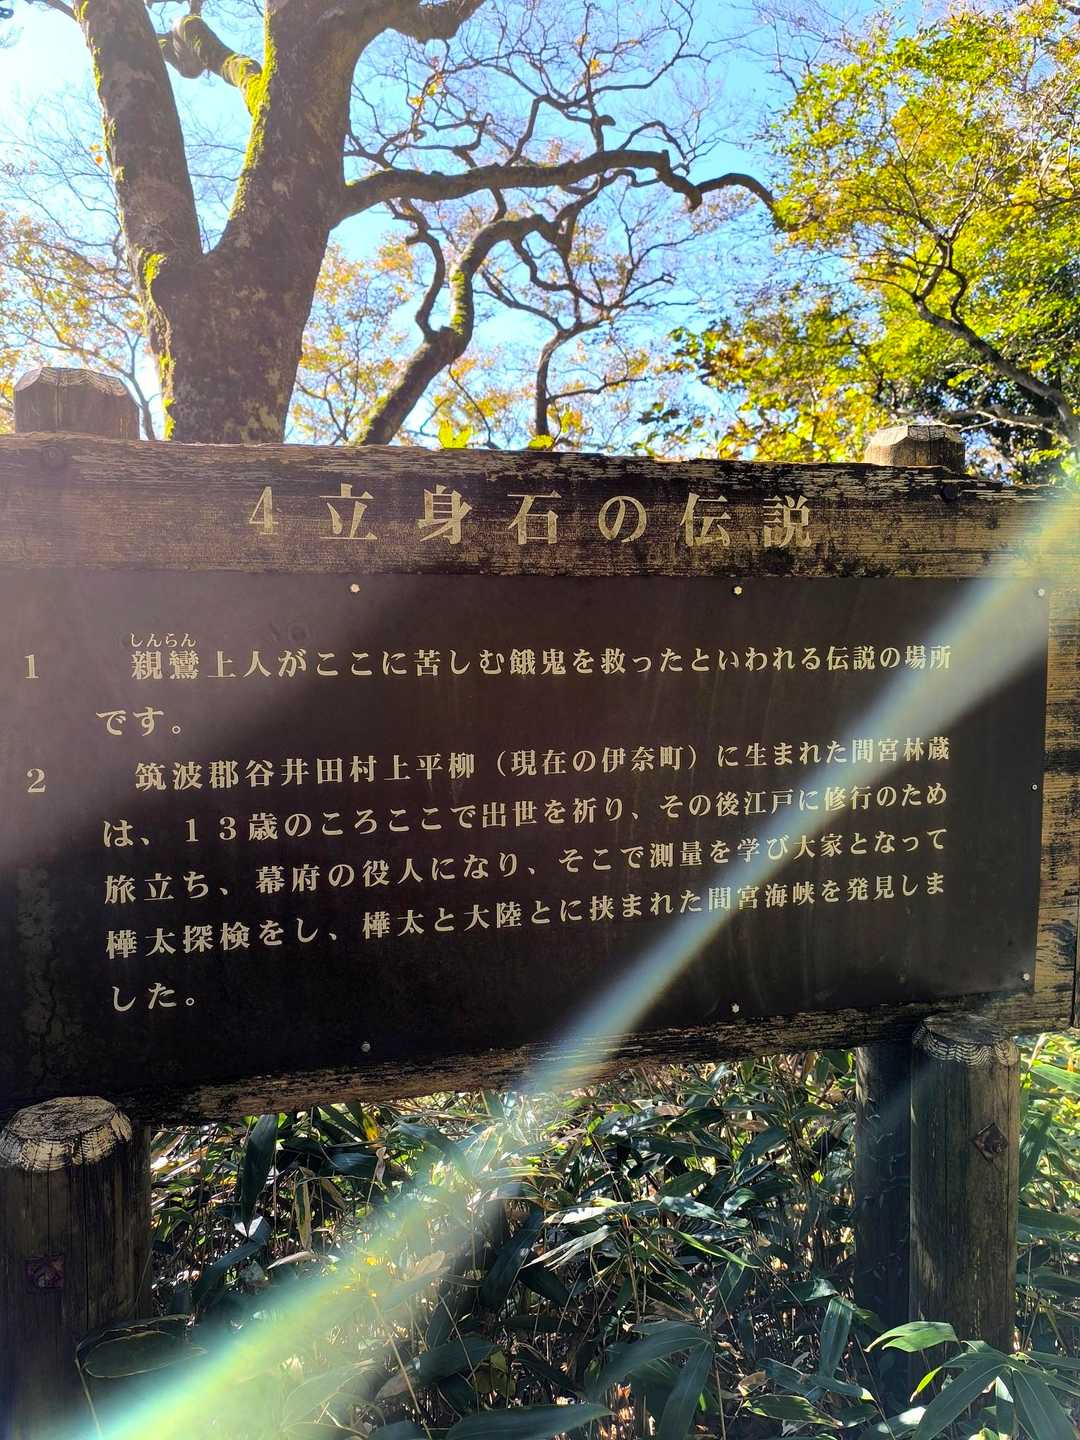 4立身石の伝説
しんらん
1 親鸞上人がここに苦しむ餓鬼を救ったといわれる伝説の場所
です。
2 筑波郡谷井田村上平柳（現在の伊奈町）に生まれた間宮林蔵
は、13歳のころここで出世を祈り、その後江戸に修行のため
旅立ち、幕府の役人になり、そこで測量を学び大家となって
樺太探検をし、樺太と大陸とに挟まれた間宮海峡を発見しま
した。